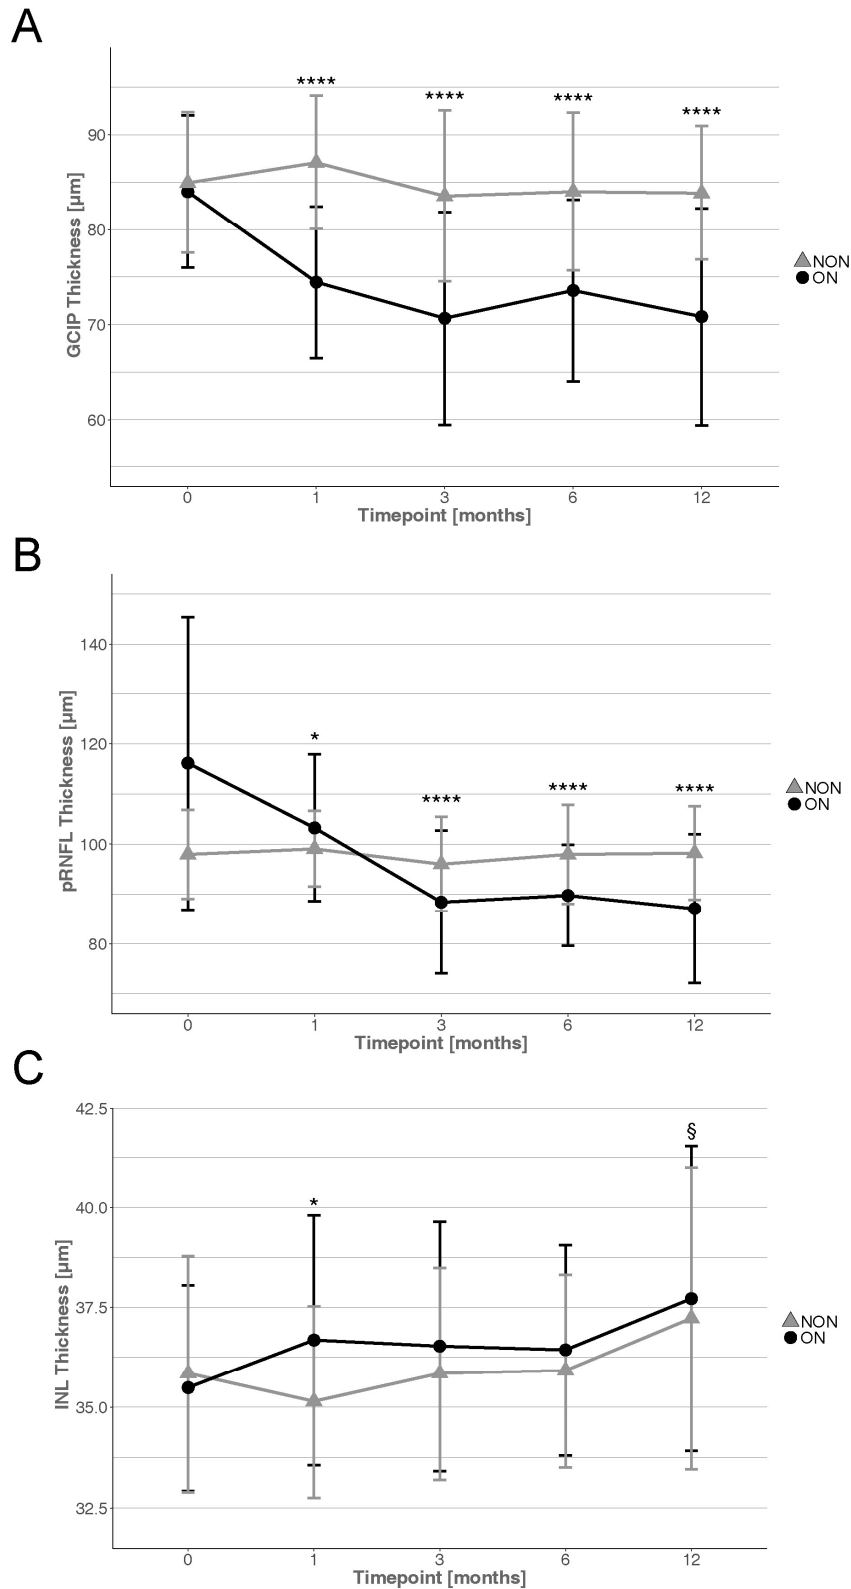 A
****
****
****
****
90
80
70
60
GCIP Thickness [µm]
NON
ON
0 1 3 6 12
Timepoint [months]
B
140
120
100
80
pRNFL Thickness [µm]
*
****
****
****
NON
ON
0 1 3 6 12
Timepoint [months]
C
42.5
40.0
37.5
35.0
32.5
INL Thickness [µm]
*
§
NON
ON
0 1 3 6 12
Timepoint [months]